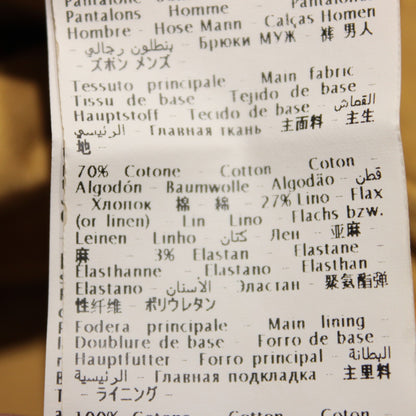 Pantalons Homme - Pantalones
Hombre - Hose Mann - Calças Homen
- بنطلون رجالي - Брюки МУЖ - 裤 男人
- ズボン メンズ -
Tessuto principale - Main fabric -
Tissu de base - Tejido de base -
Hauptstoff - Tecido de base - القماش
الرئيسي - Главная ткань - 主面料 - 主生
地 -
70% Cotone - Cotton - Coton -
Algodón - Baumwolle - Algodão - قطن
- Хлопок - 棉 - 綿 - 27% Lino - Flax
(or linen) - Lin - Lino - Flachs bzw.
Leinen - Linho - كتان - Лен - 亚麻 -
麻 - 3% Elastan - Elastane -
Elasthanne - Elastano - Elasthan -
Elastano - الأستان - Эластан - 聚氨酯弹
性纤维 - ポリウレタン
Fodera principale - Main lining -
Doublure de base - Forro de base -
Hauptfutter - Forro principal - البطانة
الرئيسية - Главная подкладка - 主里料
- ライニング -
100% Cotone - Cotton - Coton